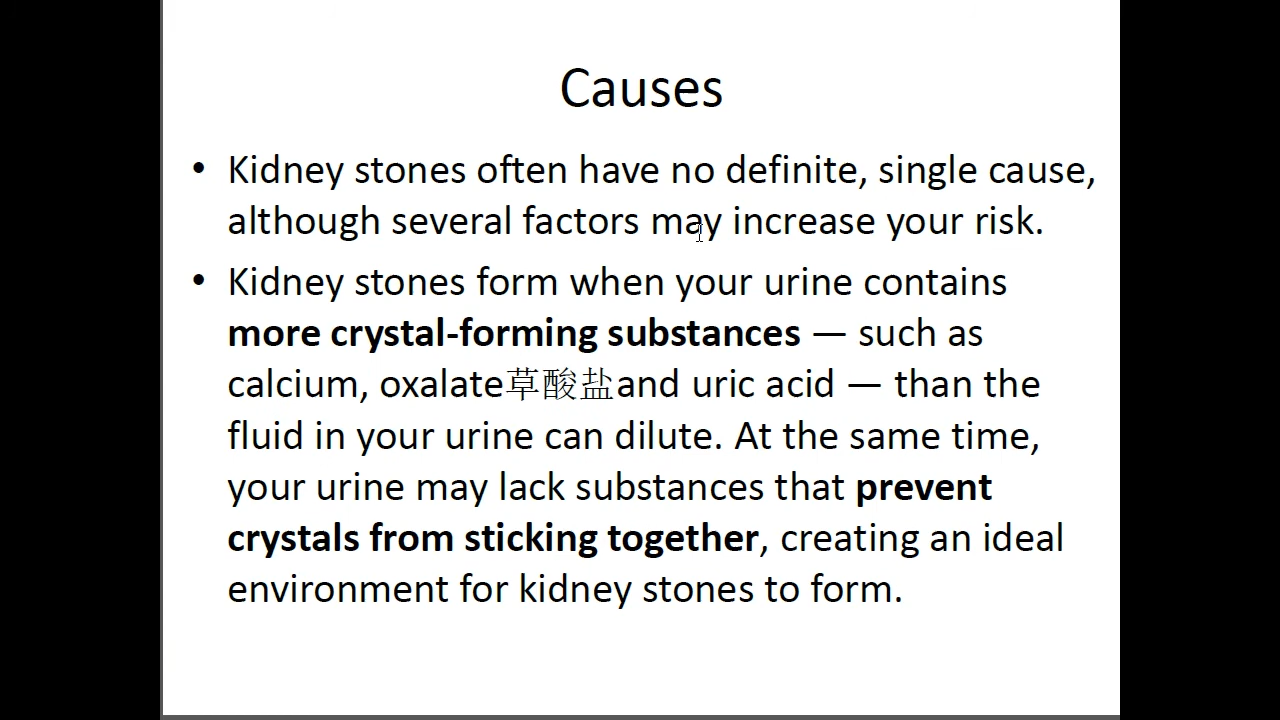 Causes
• Kidney stones often have no definite, single cause,
although several factors may increase your risk.
• Kidney stones form when your urine contains
more crystal-forming substances — such as
calcium, oxalate草酸盐and uric acid — than the
fluid in your urine can dilute. At the same time,
your urine may lack substances that prevent
crystals from sticking together, creating an ideal
environment for kidney stones to form.